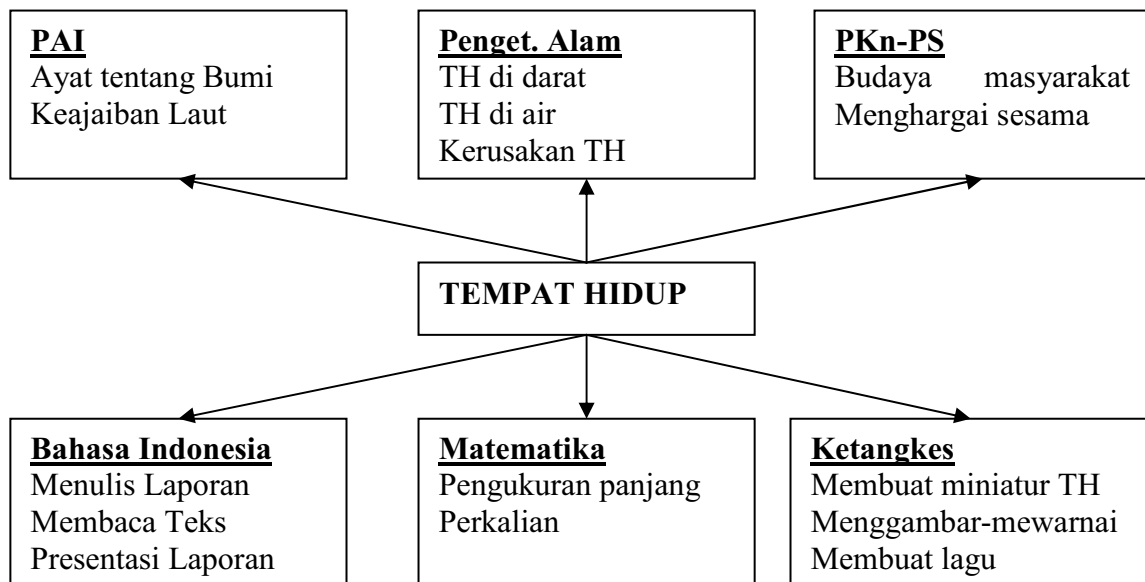 PAI
Ayat tentang Bumi
Keajaiban Laut
Penget. Alam
TH di darat
TH di air
Kerusakan TH
PKn-PS
Budaya masyarakat
Menghargai sesama
TEMPAT HIDUP
Bahasa Indonesia
Menulis Laporan
Membaca Teks
Presentasi Laporan
Matematika
Pengukuran panjang
Perkalian
Ketangkes
Membuat miniatur TH
Menggambar-mewarnai
Membuat lagu